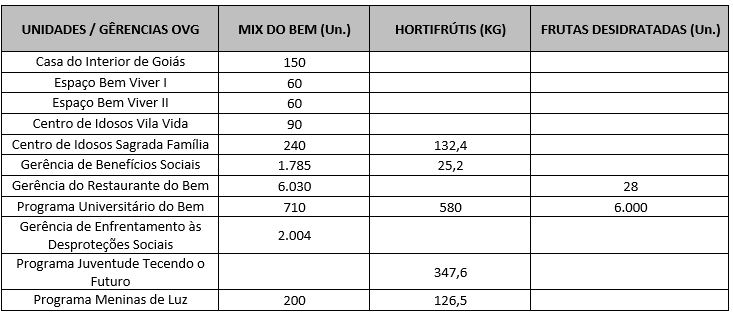 UNIDADES / GÊRENCIAS OVG MIX DO BEM (Un.) HORTIFRÚTIS (KG) FRUTAS DESIDRATADAS (Un.)
Casa do Interior de Goiás 150
Espaço Bem Viver I 60
Espaço Bem Viver II 60
Centro de Idosos Vila Vida 90
Centro de Idosos Sagrada Família 240 132,4
Gerência de Benefícios Sociais 1.785 25,2
Gerência do Restaurante do Bem 6.030 28
Programa Universitário do Bem 710 580 6.000
Gerência de Enfrentamento às
Desproteções Sociais 2.004
Programa Juventude Tecendo o
Futuro 347,6
Programa Meninas de Luz 200 126,5